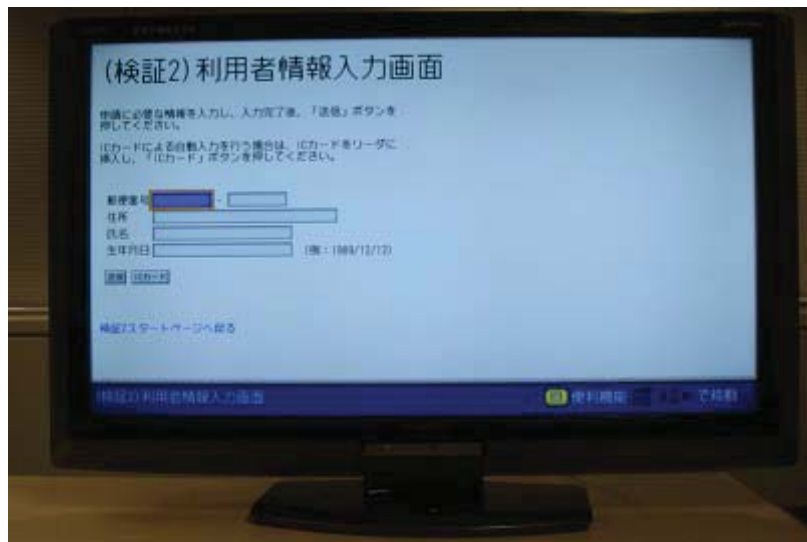 (検証2)利用者情報入力画面
申請に必要な情報を入力し、入力完了後、「送信」ボタンを
押してください。
ICカードによる自動入力を行う場合は、ICカードをリーダに
挿入し、「ICカード」ボタンを押してください。
郵便番号 -
住所
氏名
生年月日 (例:1989/12/12)
送信 ICカード
検証2スタートページへ戻る
(検証2)利用者情報入力画面 便利機能 で移動